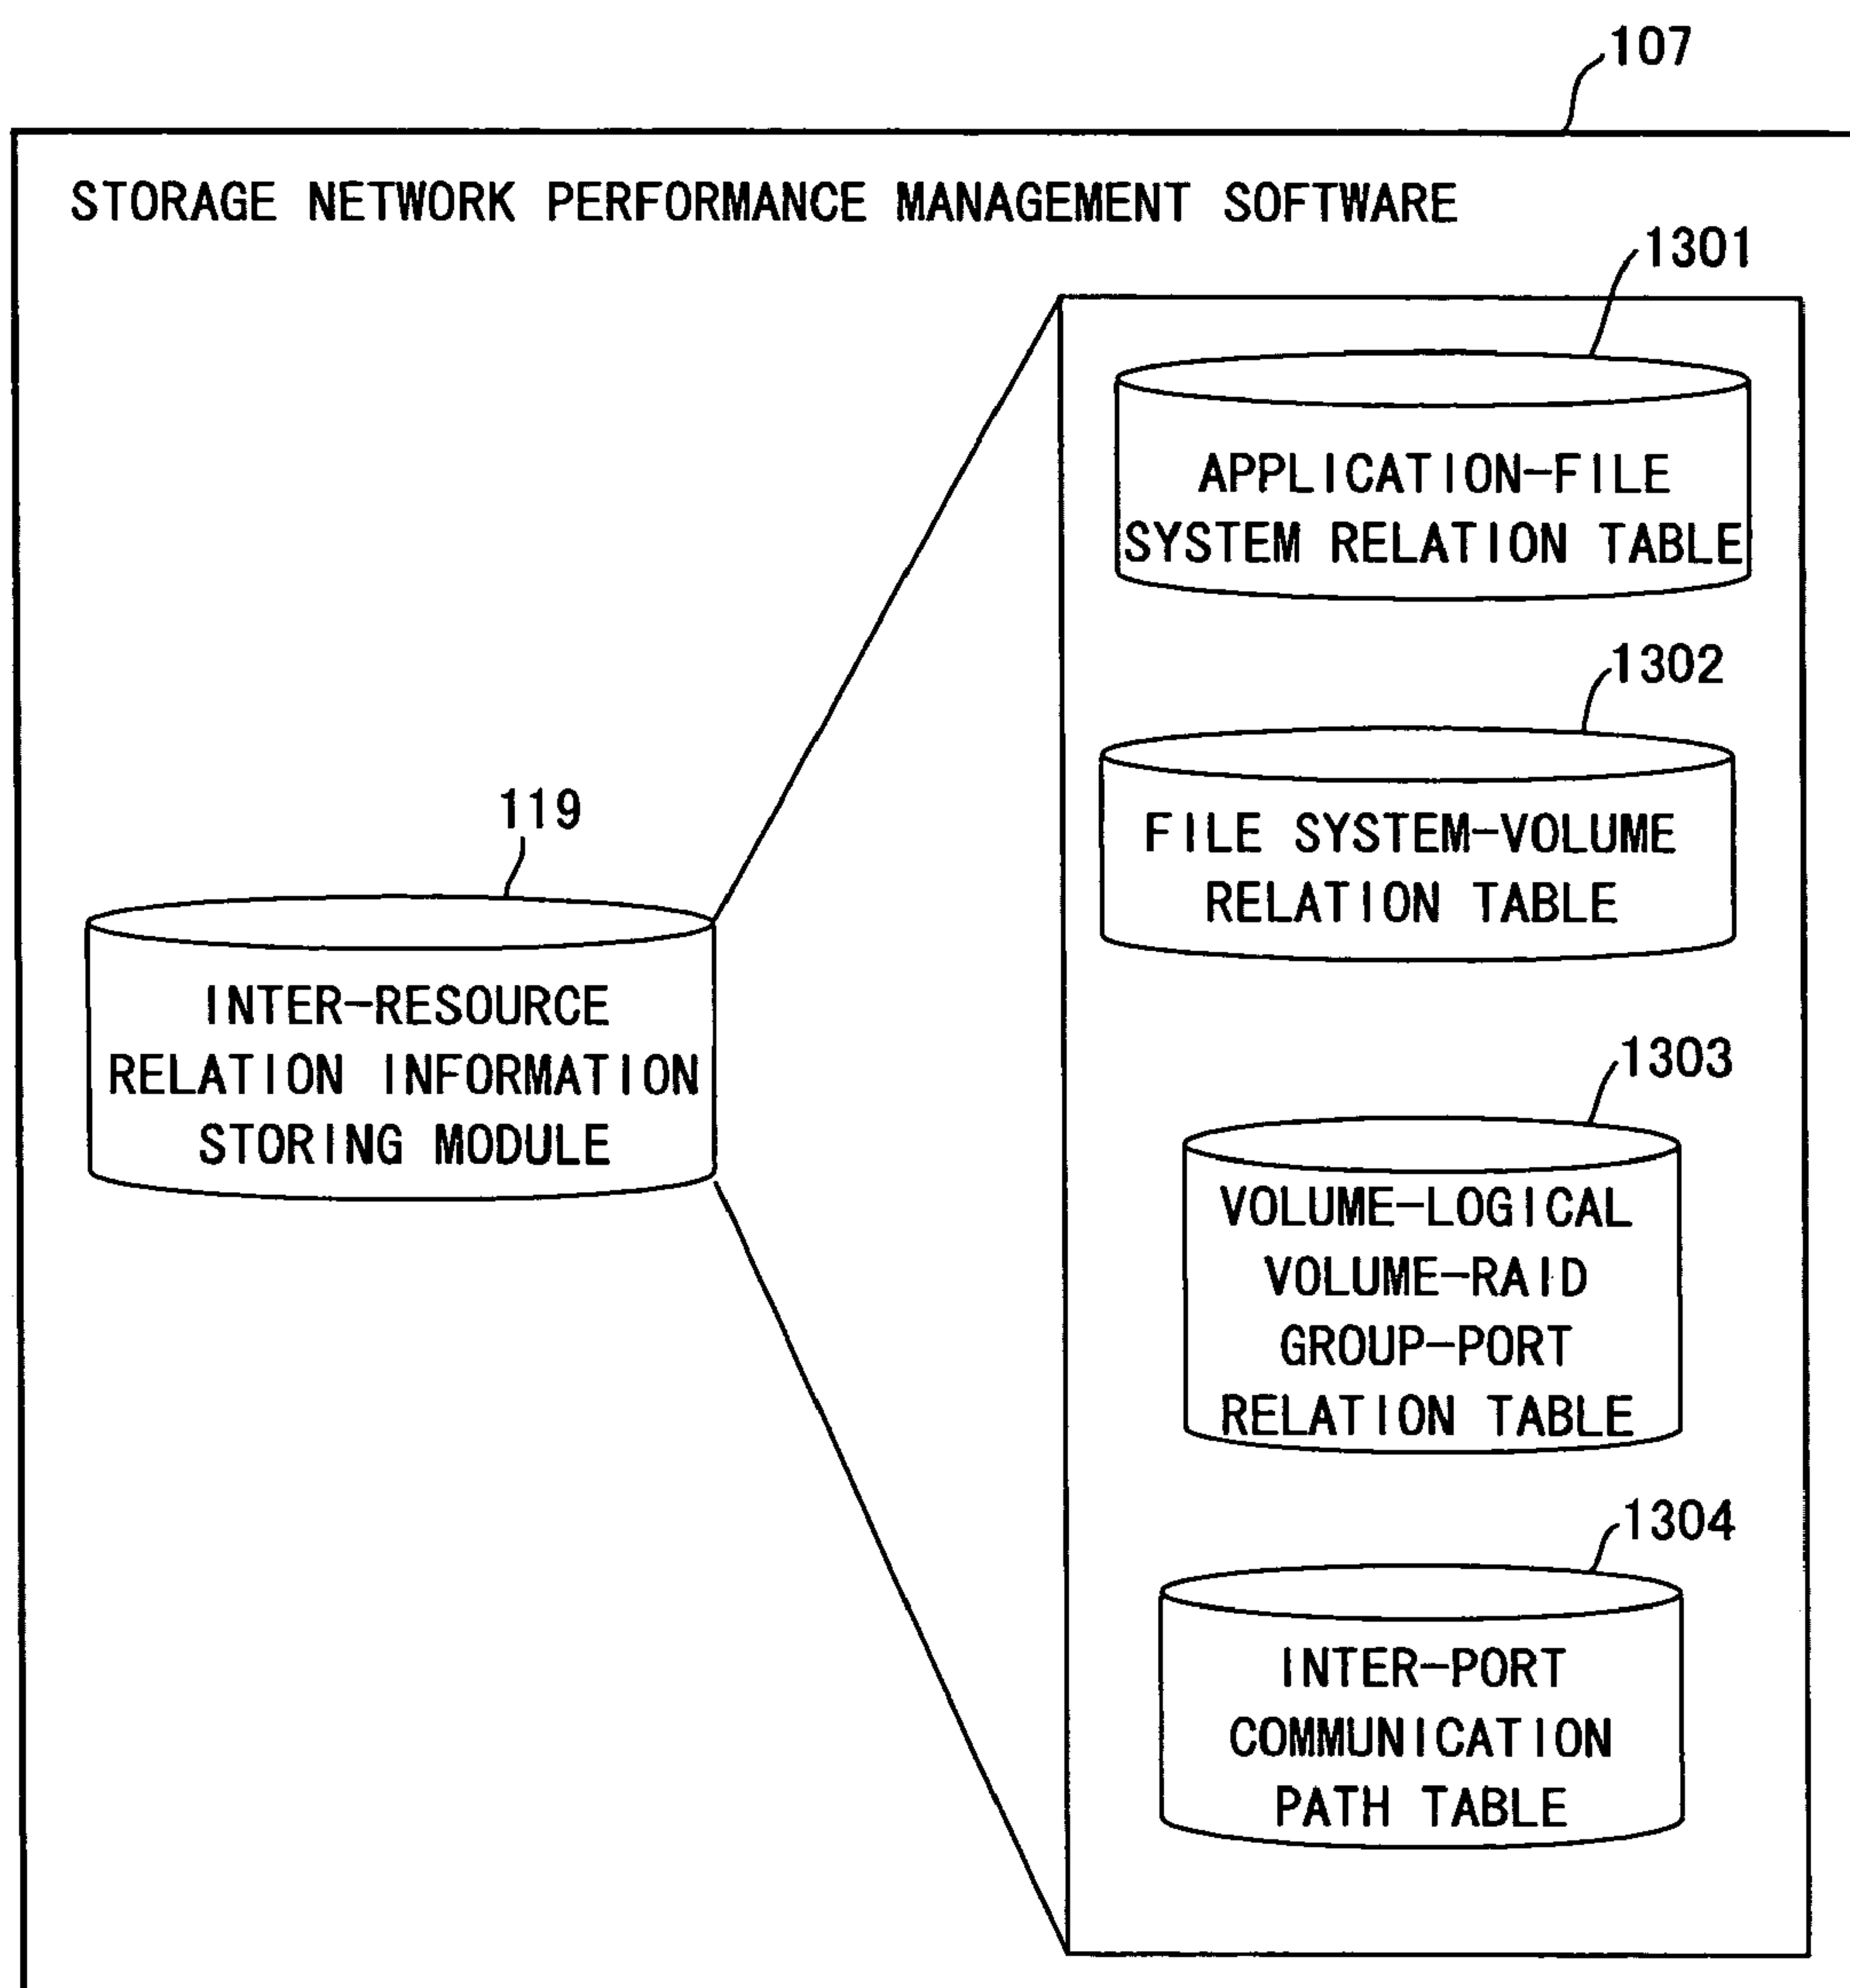 107
STORAGE NETWORK PERFORMANCE MANAGEMENT SOFTWARE
1301
APPLICATION-FILE
SYSTEM RELATION TABLE
1302
FILE SYSTEM-VOLUME
RELATION TABLE
119
INTER-RESOURCE
RELATION INFORMATION
STORING MODULE
1303
VOLUME-LOGICAL
VOLUME-RAID
GROUP-PORT
RELATION TABLE
1304
INTER-PORT
COMMUNICATION
PATH TABLE